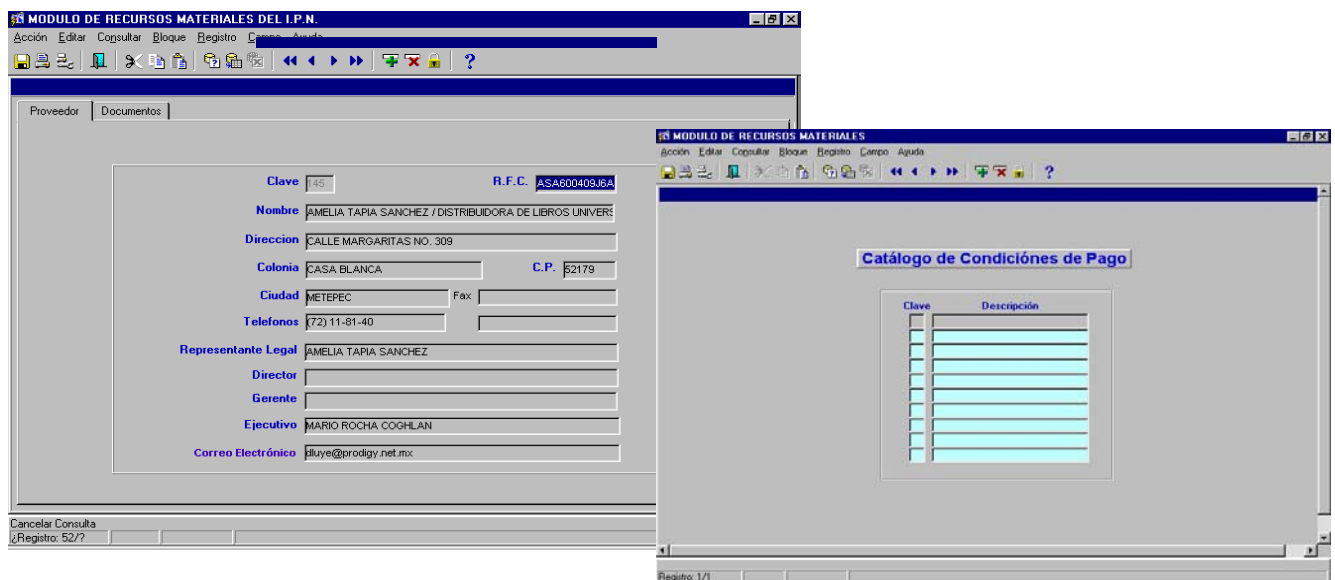 MODULO DE RECURSOS MATERIALES DEL I.P.N.
Acción Editar Consultar Bloque Registro Campo Ayuda
Proveedor Documentos
Clave 145 R.F.C. ASA600409J6A
Nombre AMELIA TAPIA SANCHEZ / DISTRIBUIDORA DE LIBROS UNIVERS
Direccion CALLE MARGARITAS NO. 309
Colonia CASA BLANCA C.P. 52179
Ciudad METEPEC Fax
Telefonos (72) 11-81-40
Representante Legal AMELIA TAPIA SANCHEZ
Director
Gerente
Ejecutivo MARIO ROCHA COGHLAN
Correo Electrónico dluye@prodigy.net.mx
Cancelar Consulta
¿Registro: 52/?
MODULO DE RECURSOS MATERIALES
Acción Editar Consultar Bloque Registro Campo Ayuda
Catálogo de Condiciónes de Pago
Clave Descripción
Registro: 1/1